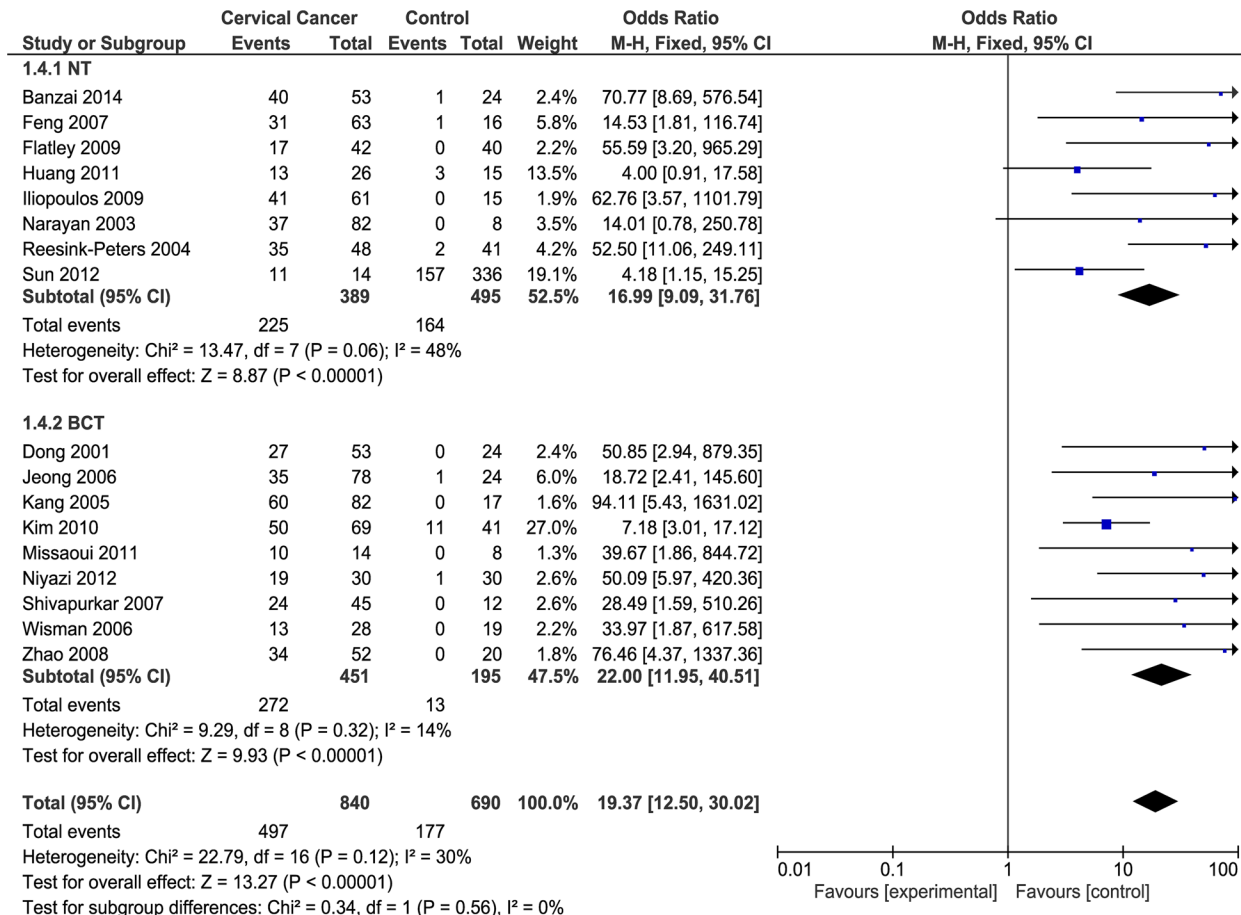 Cervical Cancer Control Odds Ratio Odds Ratio
Study or Subgroup Events Total Events Total Weight M-H, Fixed, 95% CI M-H, Fixed, 95% CI
1.4.1 NT
Banzai 2014 40 53 1 24 2.4% 70.77 [8.69, 576.54]
Feng 2007 31 63 1 16 5.8% 14.53 [1.81, 116.74]
Flatley 2009 17 42 0 40 2.2% 55.59 [3.20, 965.29]
Huang 2011 13 26 3 15 13.5% 4.00 [0.91, 17.58]
Iliopoulos 2009 41 61 0 15 1.9% 62.76 [3.57, 1101.79]
Narayan 2003 37 82 0 8 3.5% 14.01 [0.78, 250.78]
Reesink-Peters 2004 35 48 2 41 4.2% 52.50 [11.06, 249.11]
Sun 2012 11 14 157 336 19.1% 4.18 [1.15, 15.25]
Subtotal (95% CI) 389 495 52.5% 16.99 [9.09, 31.76]
Total events 225 164
Heterogeneity: Chi² = 13.47, df = 7 (P = 0.06); I² = 48%
Test for overall effect: Z = 8.87 (P < 0.00001)
1.4.2 BCT
Dong 2001 27 53 0 24 2.4% 50.85 [2.94, 879.35]
Jeong 2006 35 78 1 24 6.0% 18.72 [2.41, 145.60]
Kang 2005 60 82 0 17 1.6% 94.11 [5.43, 1631.02]
Kim 2010 50 69 11 41 27.0% 7.18 [3.01, 17.12]
Missaoui 2011 10 14 0 8 1.3% 39.67 [1.86, 844.72]
Niyazi 2012 19 30 1 30 2.6% 50.09 [5.97, 420.36]
Shivapurkar 2007 24 45 0 12 2.6% 28.49 [1.59, 510.26]
Wisman 2006 13 28 0 19 2.2% 33.97 [1.87, 617.58]
Zhao 2008 34 52 0 20 1.8% 76.46 [4.37, 1337.36]
Subtotal (95% CI) 451 195 47.5% 22.00 [11.95, 40.51]
Total events 272 13
Heterogeneity: Chi² = 9.29, df = 8 (P = 0.32); I² = 14%
Test for overall effect: Z = 9.93 (P < 0.00001)
Total (95% CI) 840 690 100.0% 19.37 [12.50, 30.02]
Total events 497 177
Heterogeneity: Chi² = 22.79, df = 16 (P = 0.12); I² = 30%
Test for overall effect: Z = 13.27 (P < 0.00001)
Test for subgroup differences: Chi² = 0.34, df = 1 (P = 0.56), I² = 0%
0.01 0.1 1 10 100
Favours [experimental] Favours [control]